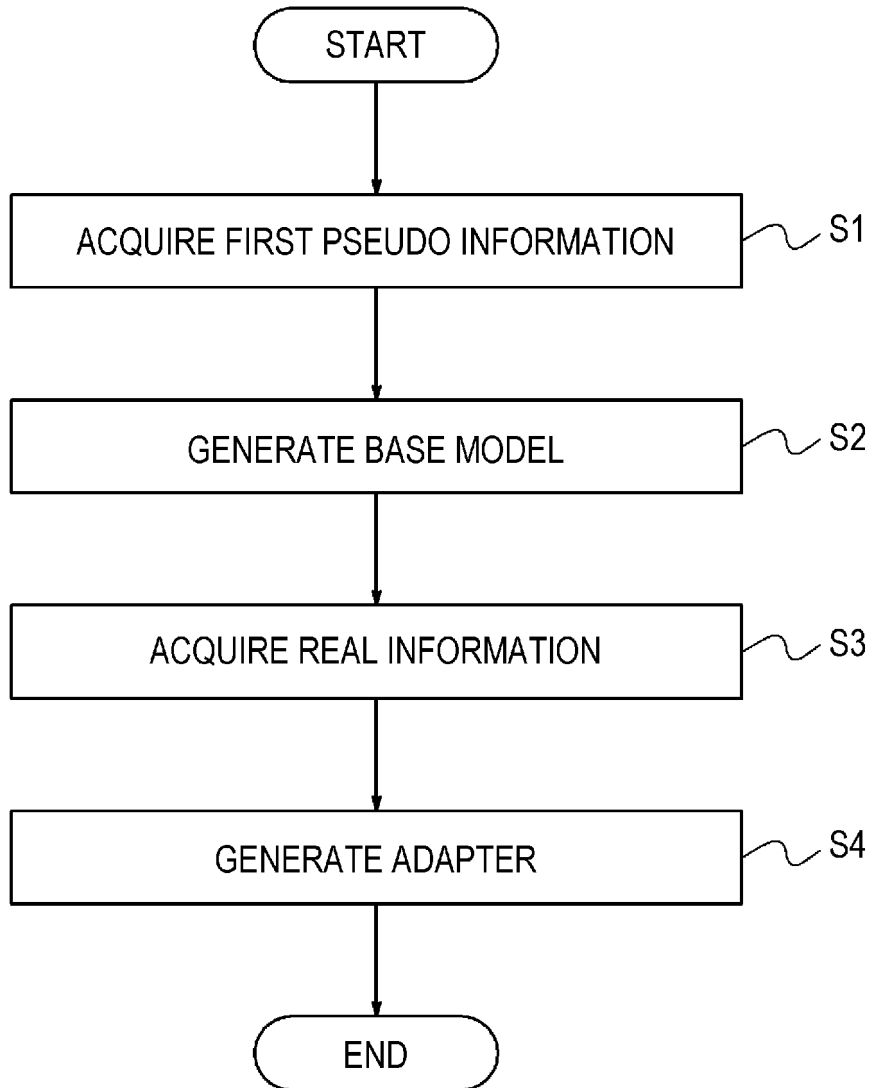 START
ACQUIRE FIRST PSEUDO INFORMATION
S1
GENERATE BASE MODEL
S2
ACQUIRE REAL INFORMATION
S3
GENERATE ADAPTER
S4
END